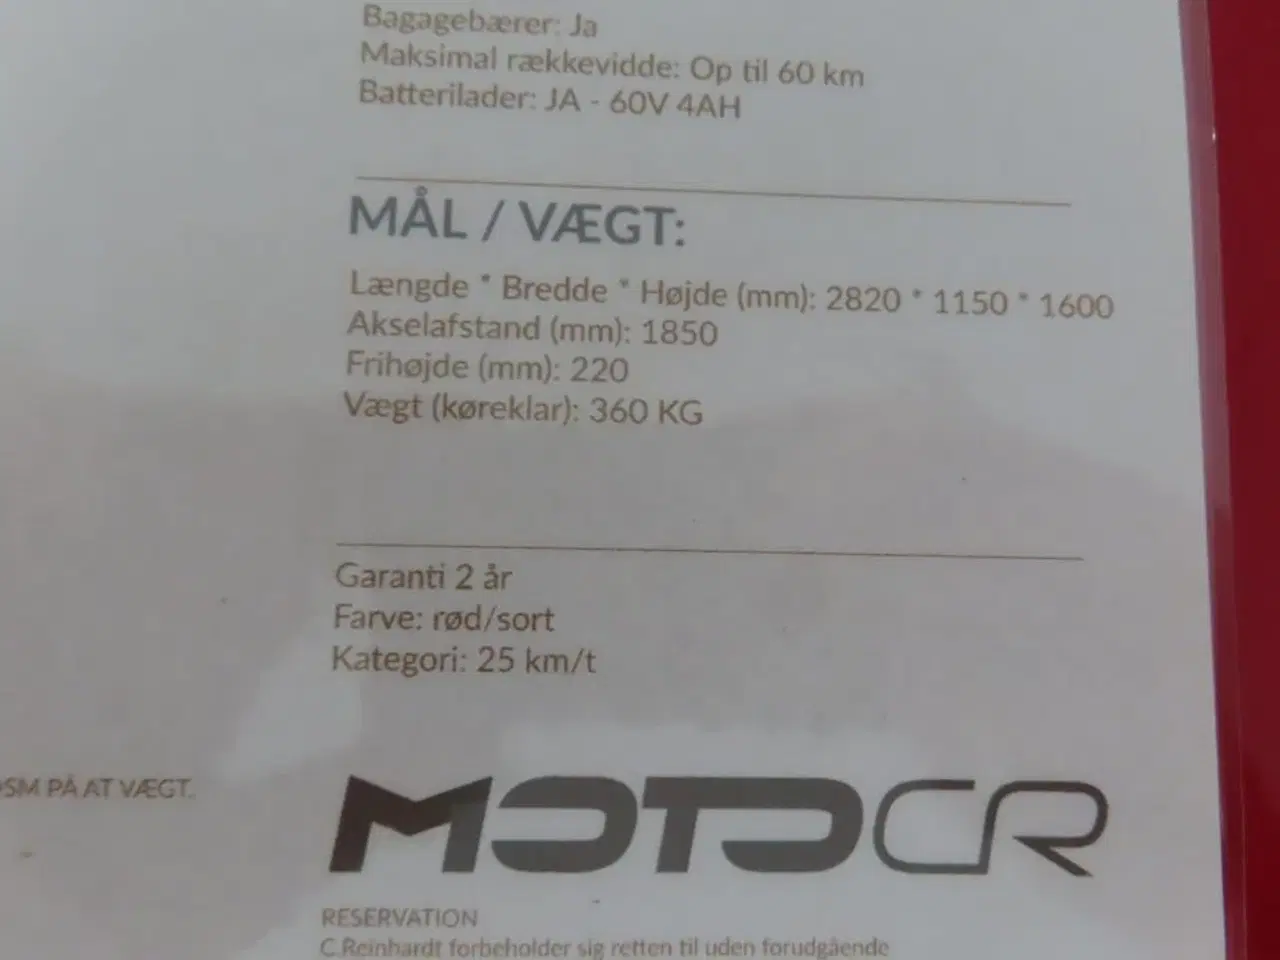 Bagagebærer: Ja
Maksimal rækkevidde: Op til 60 km
Batterilader: JA - 60V 4AH
MÅL / VÆGT:
Længde * Bredde * Højde (mm): 2820 * 1150 * 1600
Akselafstand (mm): 1850
Frihøjde (mm): 220
Vægt (køreklar): 360 KG
Garanti 2 år
Farve: rød/sort
Kategori: 25 km/t
PÅ AT VÆGT.
MOTOCR
RESERVATION
C.Reinhardt forbeholder sig retten til uden forudgående